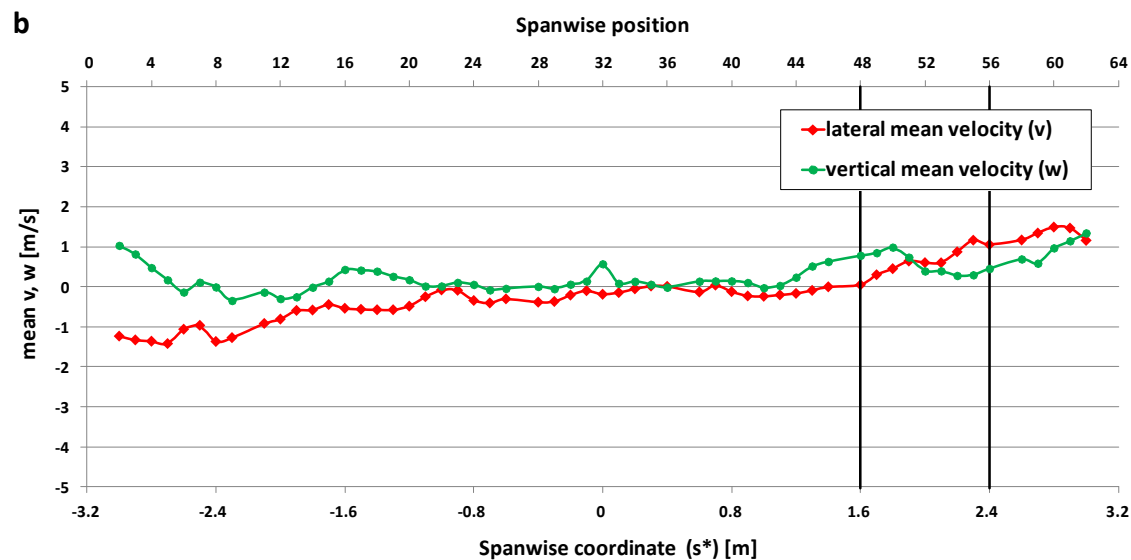 b
Spanwise position
0 4 8 12 16 20 24 28 32 36 40 44 48 52 56 60 64
5
4
3
2
1
0
-1
-2
-3
-4
-5
mean v, w [m/s]
lateral mean velocity (v)
vertical mean velocity (w)
-3.2 -2.4 -1.6 -0.8 0 0.8 1.6 2.4 3.2
Spanwise coordinate (s*) [m]